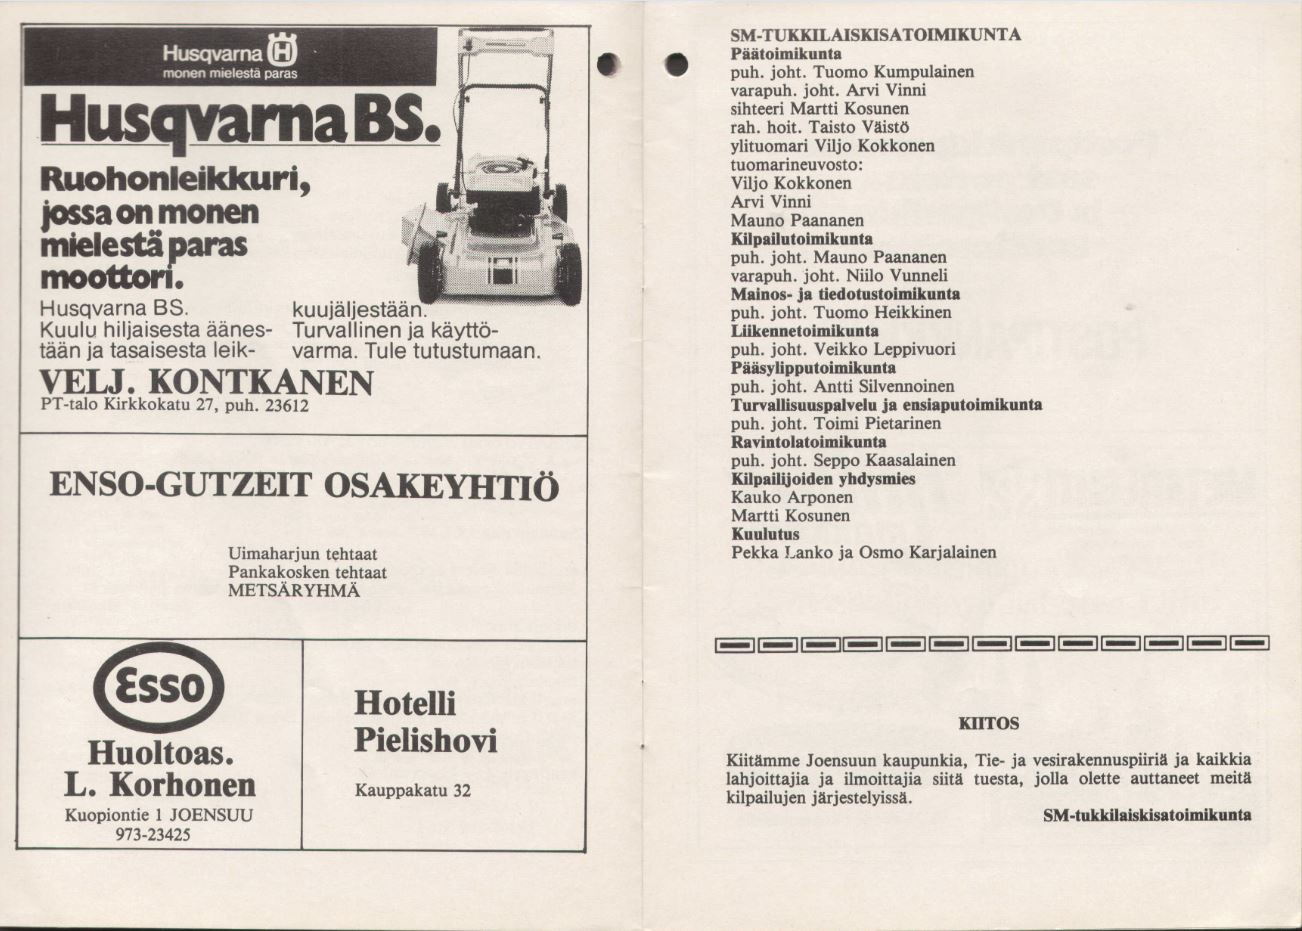 Husqvarna
monen mielestä paras
Husqvarna BS.
Ruohonleikkuri,
jossa on monen
mielestä paras
moottori.
Husqvarna BS.
Kuulu hiljaisesta äänes-
tään ja tasaisesta leik-
kuujäljestään.
Turvallinen ja käyttö-
varma. Tule tutustumaan.
VELJ. KONTKANEN
PT-talo Kirkkokatu 27, puh. 23612
ENSO-GUTZEIT OSAKEYHTIÖ
Uimaharjun tehtaat
Pankakosken tehtaat
METSÄRYHMÄ
Esso
Huoltoas.
L. Korhonen
Kuopiontie 1 JOENSUU
973-23425
Hotelli
Pielishovi
Kauppakatu 32
SM-TUKKILAISKISATOIMIKUNTA
Päätoimikunta
puh. joht. Tuomo Kumpulainen
varapuh. joht. Arvi Vinni
sihteeri Martti Kosunen
rah. hoit. Taisto Väistö
ylituomari Viljo Kokkonen
tuomarineuvosto:
Viljo Kokkonen
Arvi Vinni
Mauno Paananen
Kilpailutoimikunta
puh. joht. Mauno Paananen
varapuh. joht. Niilo Vunneli
Mainos- ja tiedotustoimikunta
puh. joht. Tuomo Heikkinen
Liikennetoimikunta
puh. joht. Veikko Leppivuori
Pääsylipputoimikunta
puh. joht. Antti Silvennoinen
Turvallisuuspalvelu ja ensiaputoimikunta
puh. joht. Toimi Pietarinen
Ravintolatoimikunta
puh. joht. Seppo Kaasalainen
Kilpailijoiden yhdysmies
Kauko Arponen
Martti Kosunen
Kuulutus
Pekka Lanko ja Osmo Karjalainen
KIITOS
Kiitämme Joensuun kaupunkia, Tie- ja vesirakennuspiiriä ja kaikkia
lahjoittajia ja ilmoittajia siitä tuesta, jolla olette auttaneet meitä
kilpailujen järjestelyissä.
SM-tukkilaiskisatoimikunta